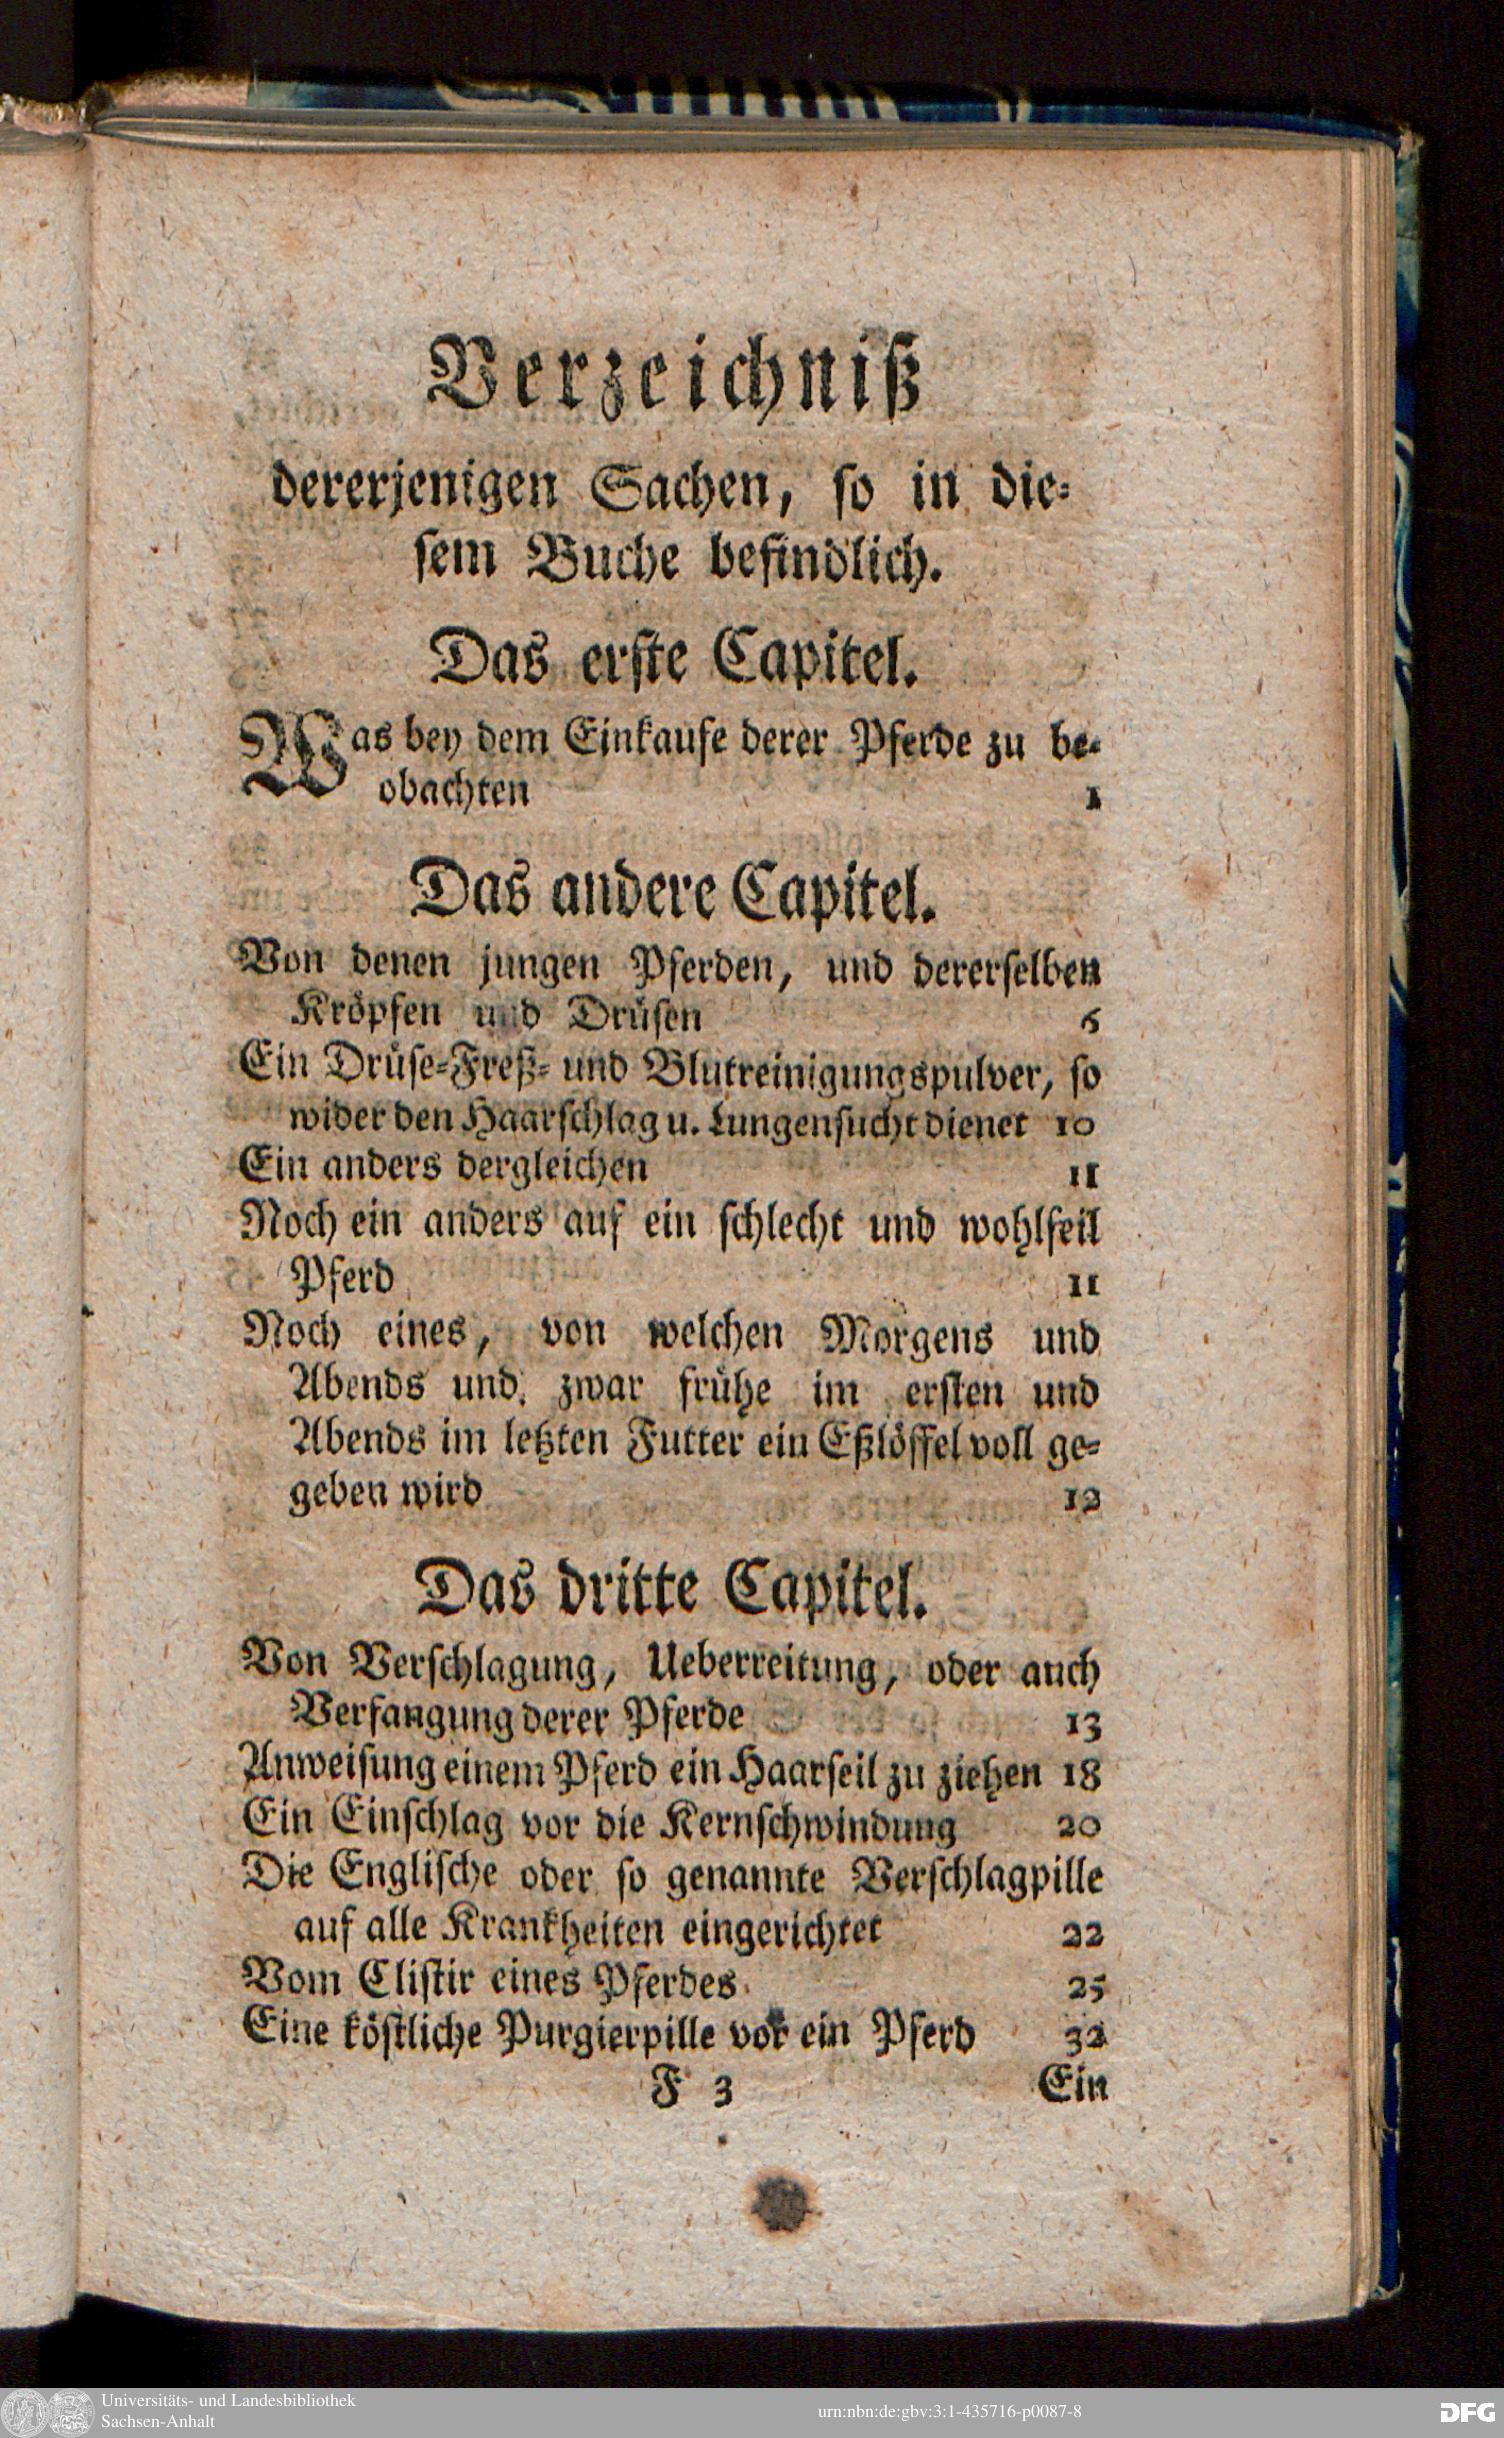 Verzeichniß
dererjenigen Sachen, so in die-
sem Buche befindlich.
Das erste Capitel.
Was bey dem Einkaufe derer Pferde zu be-
obachten 1
Das andere Capitel.
Von denen jungen Pferden, und dererselben
Kröpfen und Drüsen 6
Ein Drüse-Freß- und Blutreinigungspulver, so
wider den Haarschlag u. Lungensucht dienet 10
Ein anders dergleichen 11
Noch ein anders auf ein schlecht und wohlfeil
Pferd 11
Noch eines, von welchen Morgens und
Abends und zwar frühe im ersten und
Abends im letzten Futter ein Eßlöffel voll ge-
geben wird 12
Das dritte Capitel.
Von Verschlagung, Ueberreitung, oder auch
Verfangung derer Pferde 13
Anweisung einem Pferd ein Haarseil zu ziehen 18
Ein Einschlag vor die Kernschwindung 20
Die Englische oder so genannte Verschlagpille
auf alle Krankheiten eingerichtet 22
Vom Clistir eines Pferdes 25
Eine köstliche Purgierpille vor ein Pferd 32
F 3 Ein
Universitäts- und Landesbibliothek
Sachsen-Anhalt
urn:nbn:de:gbv:3:1-435716-p0087-8
DFG